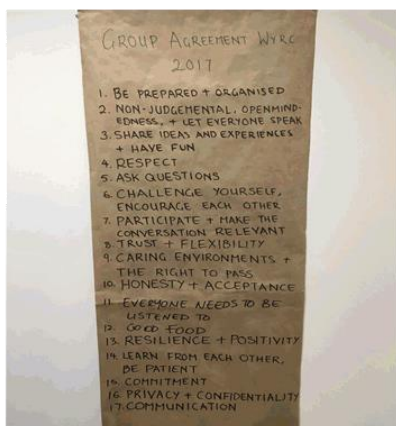 GROUP AGREEMENT WYRC
2017
1. BE PREPARED + ORGANISED
2. NON-JUDGEMENTAL, OPENMIND-
EDNESS, + LET EVERYONE SPEAK
3. SHARE IDEAS AND EXPERIENCES
+ HAVE FUN
4. RESPECT
5. ASK QUESTIONS
6. CHALLENGE YOURSELF,
ENCOURAGE EACH OTHER
7. PARTICIPATE + MAKE THE
CONVERSATION RELEVANT
8. TRUST + FLEXIBILITY
9. CARING ENVIRONMENTS +
THE RIGHT TO PASS
10. HONESTY + ACCEPTANCE
11. EVERYONE NEEDS TO BE
LISTENED TO
12. GOOD FOOD
13. RESILIENCE + POSITIVITY
14. LEARN FROM EACH OTHER,
BE PATIENT
15. COMMITMENT
16. PRIVACY + CONFIDENTIALITY
17. COMMUNICATION